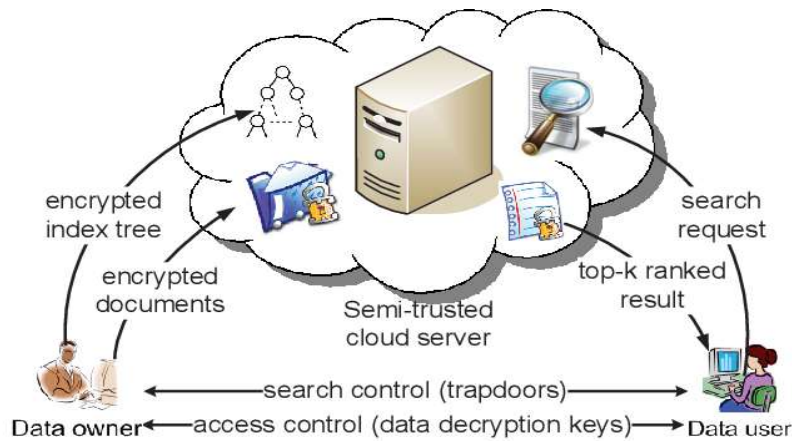 encrypted
index tree
encrypted
documents
Semi-trusted
cloud server
search
request
top-k ranked
result
search control (trapdoors)
Data owner
access control (data decryption keys)
Data user